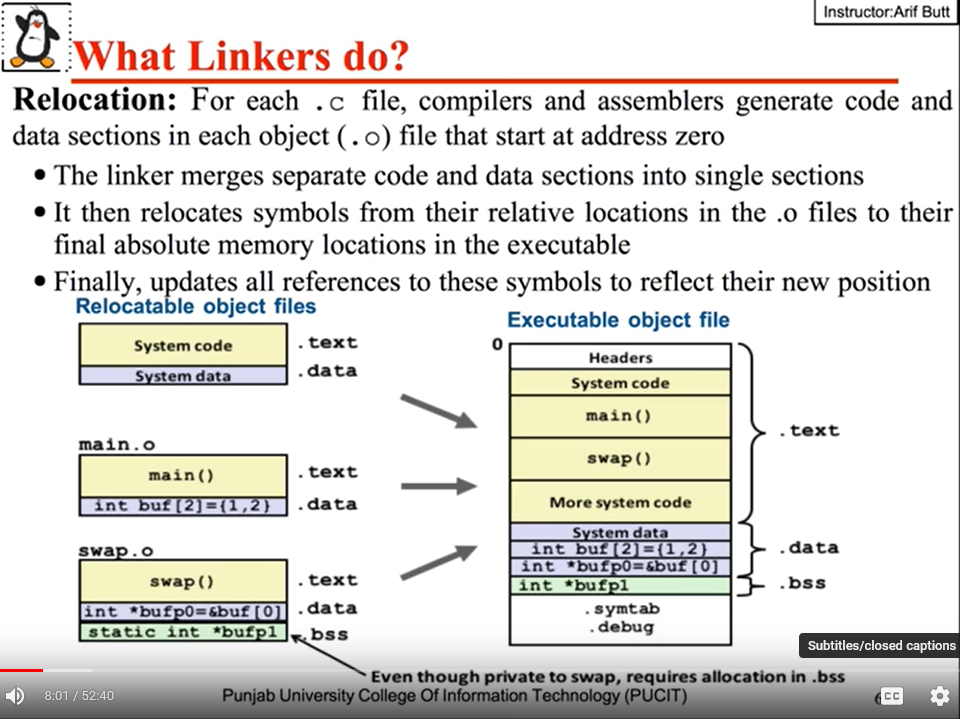 Instructor:Arif Butt
What Linkers do?
Relocation: For each .c file, compilers and assemblers generate code and
data sections in each object (.o) file that start at address zero
• The linker merges separate code and data sections into single sections
• It then relocates symbols from their relative locations in the .o files to their
final absolute memory locations in the executable
• Finally, updates all references to these symbols to reflect their new position
Relocatable object files
System code .text
System data .data
main.o
main() .text
int buf[2]={1,2} .data
swap.o
swap() .text
int *bufp0=&buf[0] .data
static int *bufp1 .bss
Executable object file
0
Headers
System code
main()
.text
swap()
More system code
System data
int buf[2]={1,2} .data
int *bufp0=&buf[0]
int *bufp1 .bss
.symtab
.debug
Subtitles/closed captions
Even though private to swap, requires allocation in .bss
Punjab University College Of Information Technology (PUCIT)
8:01 / 52:40
CC